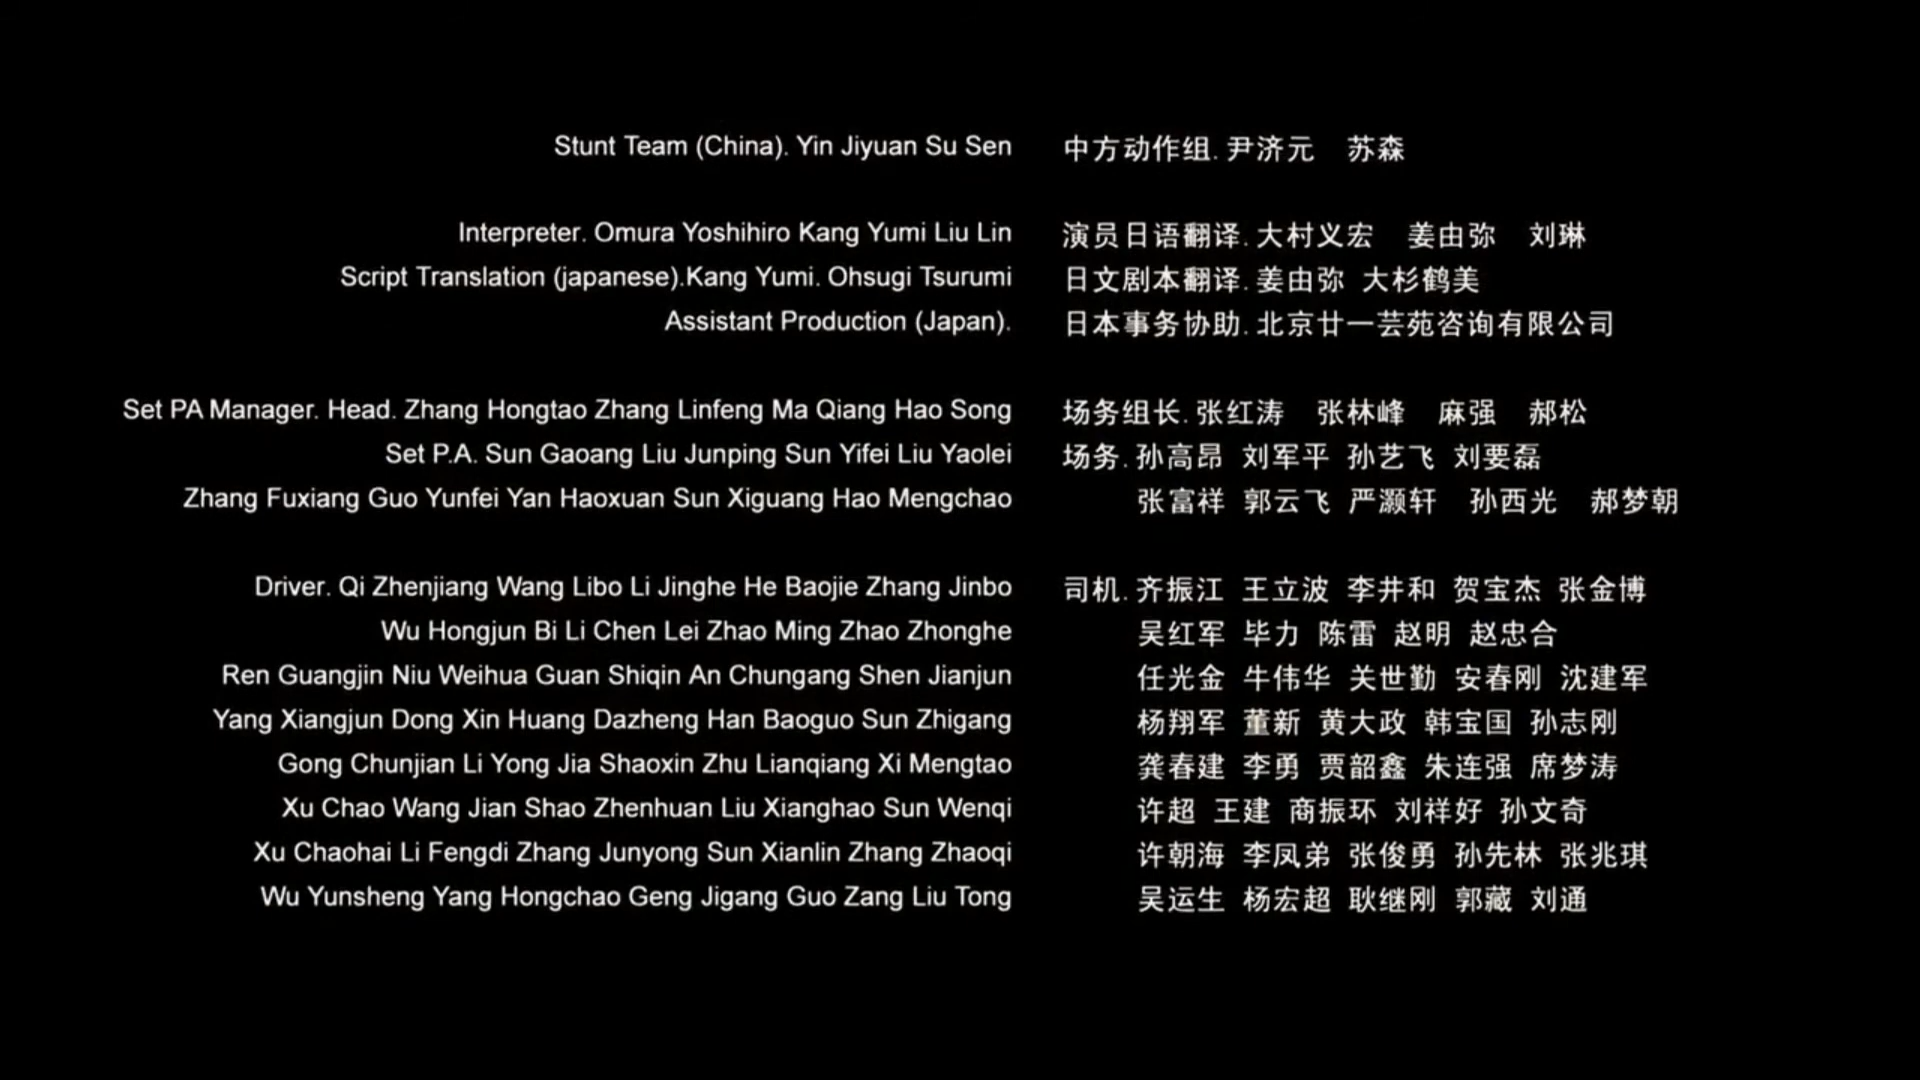 Stunt Team (China). Yin Jiyuan Su Sen 中方动作组. 尹济元 苏森
Interpreter. Omura Yoshihiro Kang Yumi Liu Lin 演员日语翻译. 大村义宏 姜由弥 刘琳
Script Translation (japanese).Kang Yumi. Ohsugi Tsurumi 日文剧本翻译. 姜由弥 大杉鹤美
Assistant Production (Japan). 日本事务协助. 北京廿一芸苑咨询有限公司
Set PA Manager. Head. Zhang Hongtao Zhang Linfeng Ma Qiang Hao Song 场务组长. 张红涛 张林峰 麻强 郝松
Set P.A. Sun Gaoang Liu Junping Sun Yifei Liu Yaolei 场务. 孙高昂 刘军平 孙艺飞 刘要磊
Zhang Fuxiang Guo Yunfei Yan Haoxuan Sun Xiguang Hao Mengchao 张富祥 郭云飞 严灏轩 孙西光 郝梦朝
Driver. Qi Zhenjiang Wang Libo Li Jinghe He Baojie Zhang Jinbo 司机. 齐振江 王立波 李井和 贺宝杰 张金博
Wu Hongjun Bi Li Chen Lei Zhao Ming Zhao Zhonghe 吴红军 毕力 陈雷 赵明 赵忠合
Ren Guangjin Niu Weihua Guan Shiqin An Chungang Shen Jianjun 任光金 牛伟华 关世勤 安春刚 沈建军
Yang Xiangjun Dong Xin Huang Dazheng Han Baoguo Sun Zhigang 杨翔军 董新 黄大政 韩宝国 孙志刚
Gong Chunjian Li Yong Jia Shaoxin Zhu Lianqiang Xi Mengtao 龚春建 李勇 贾韶鑫 朱连强 席梦涛
Xu Chao Wang Jian Shao Zhenhuan Liu Xianghao Sun Wenqi 许超 王建 商振环 刘祥好 孙文奇
Xu Chaohai Li Fengdi Zhang Junyong Sun Xianlin Zhang Zhaoqi 许朝海 李凤弟 张俊勇 孙先林 张兆琪
Wu Yunsheng Yang Hongchao Geng Jigang Guo Zang Liu Tong 吴运生 杨宏超 耿继刚 郭藏 刘通